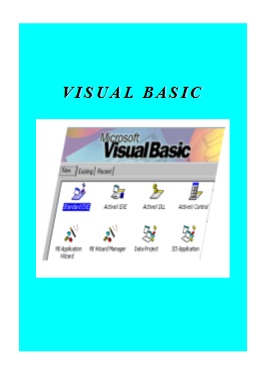 VISUAL BASIC
Microsoft
Visual Basic
New Existing Recent
Standard EXE ActiveX EXE ActiveX DLL ActiveX Control
VB Application VB Wizard Manager Data Project IIS Application
Wizard